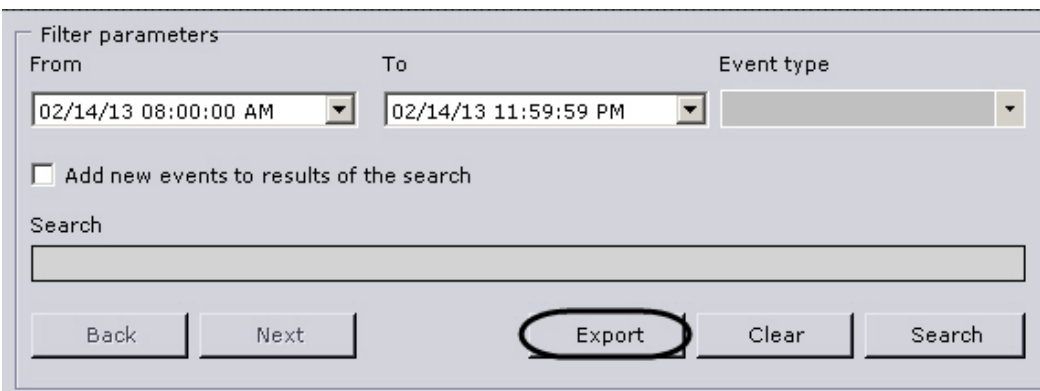 Filter parameters
From To Event type
02/14/13 08:00:00 AM 02/14/13 11:59:59 PM
Add new events to results of the search
Search
Back Next Export Clear Search